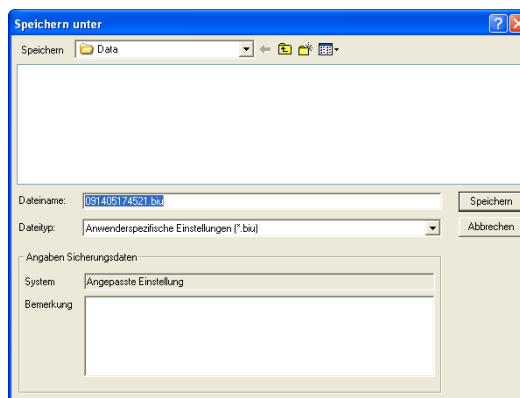 Speichern unter
Speichern
Data
Dateiname:
091405174521.biu
Speichern
Dateityp:
Anwenderspezifische Einstellungen (*.biu)
Abbrechen
Angaben Sicherungsdaten
System
Angepasste Einstellung
Bemerkung